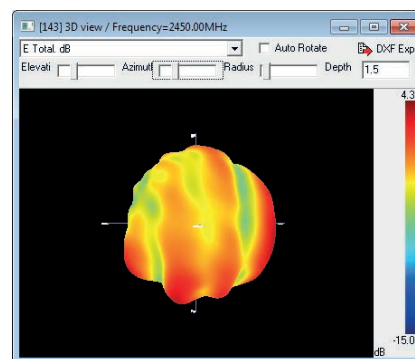 [143] 3D view / Frequency=2450.00MHz
E Total. dB
Auto Rotate
DXF Exp
Elevati
Azimutl
Radius
Depth
1.5
4.3
-15.0
dB